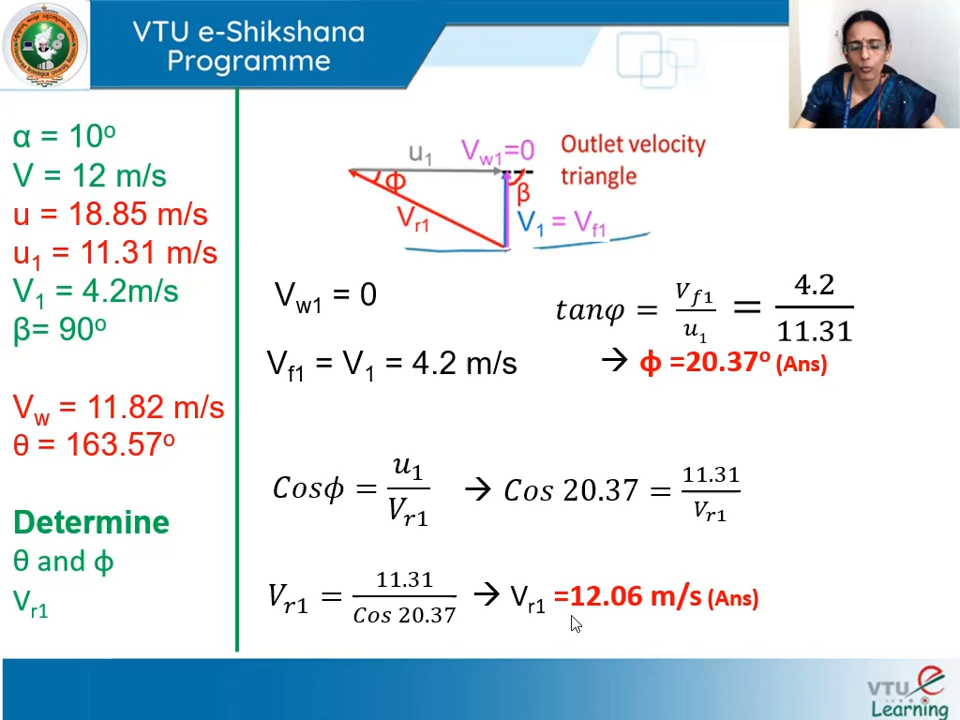 VTU e-Shikshana
Programme
α = 10º
V = 12 m/s
u = 18.85 m/s
u₁ = 11.31 m/s
V₁ = 4.2m/s
β= 90º
V_w = 11.82 m/s
θ = 163.57º
Determine
θ and ϕ
V_r1
u₁ V_w1=0
Outlet velocity
triangle
Φ
β
V_r1
V₁ = V_f1
V_w1 = 0
tanφ = V_f1/u₁ = 4.2/11.31
V_f1 = V₁ = 4.2 m/s
→ ϕ =20.37º (Ans)
Cosϕ = u₁/V_r1 → Cos 20.37 = 11.31/V_r1
V_r1 = 11.31/Cos 20.37 → V_r1 =12.06 m/s (Ans)
VTU e
Learning